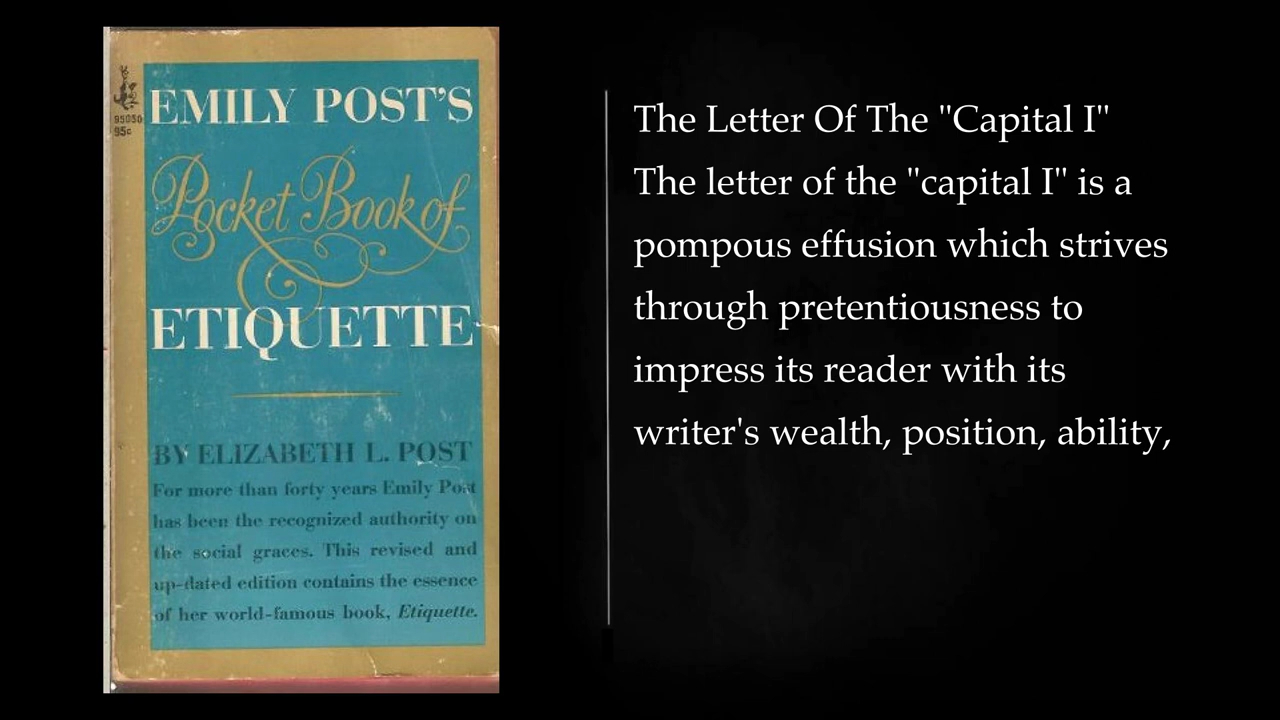 95050
95c
EMILY POST'S
Pocket Book of
ETIQUETTE
BY ELIZABETH L. POST
For more than forty years Emily Post
has been the recognized authority on
the social graces. This revised and
up-dated edition contains the essence
of her world-famous book, Etiquette.
The Letter Of The "Capital I"
The letter of the "capital I" is a
pompous effusion which strives
through pretentiousness to
impress its reader with its
writer's wealth, position, ability,